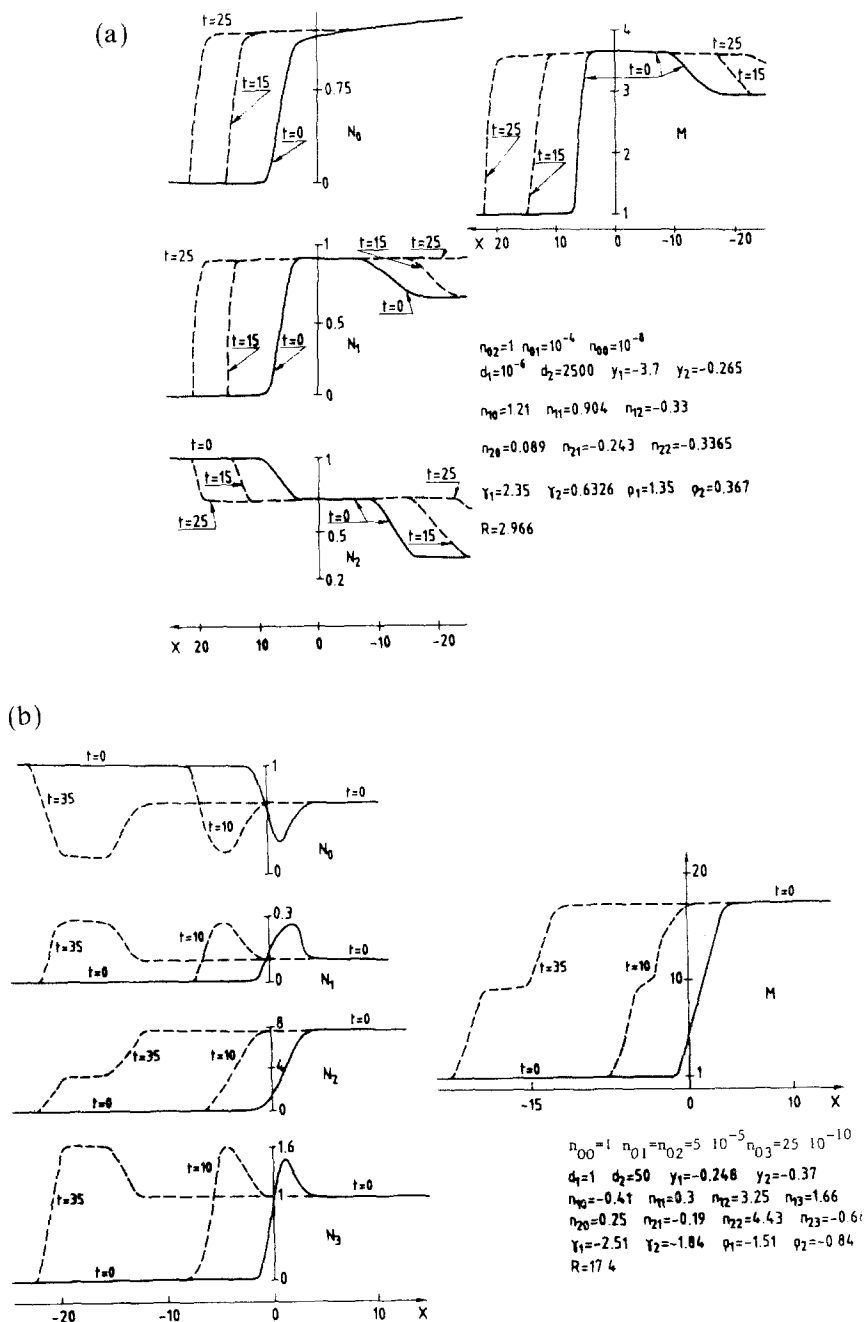 (a)
t=25
t=15
t=0
0.75
N₀
0
4
t=25
t=0
t=15
3
M
2
t=25
t=15
1
X 20 10 0 -10 -20
1
t=15 t=25
t=25
t=0
0.5
t=15 t=0 N₁
0
t=0
1
t=15
t=25
t=25
t=0
0.5
t=15
N₂
0.2
X 20 10 0 -10 -20
n₀₂=1 n₀₁=10⁻⁴ n₀₀=10⁻⁸
d₁=10⁻⁶ d₂=2500 y₁=-3.7 y₂=-0.265
n₁₀=1.21 n₁₁=0.904 n₁₂=-0.33
n₂₀=0.089 n₂₁=-0.243 n₂₂=-0.3365
γ₁=2.35 γ₂=0.6326 ρ₁=1.35 ρ₂=0.367
R=2.966
(b)
t=0
1
t=35
t=0
t=10
N₀
0
0.3
t=10
t=35
t=0
t=0
0
N₁
8
t=0
t=35
t=10
4
N₂
t=0
0
1.6
t=10
t=35
1
t=0
N₃
t=0
0
-20 -10 0 10 X
20
t=0
t=35
t=10
10
M
t=0
1
-15 0 10 X
n₀₀=1 n₀₁=n₀₂=5 10⁻⁵ n₀₃=25 10⁻¹⁰
d₁=1 d₂=50 y₁=-0.248 y₂=-0.37
n₁₀=-0.41 n₁₁=0.3 n₁₂=3.25 n₁₃=1.66
n₂₀=0.25 n₂₁=-0.19 n₂₂=4.43 n₂₃=-0.6
γ₁=-2.51 γ₂=-1.84 ρ₁=-1.51 ρ₂=-0.84
R=17 4